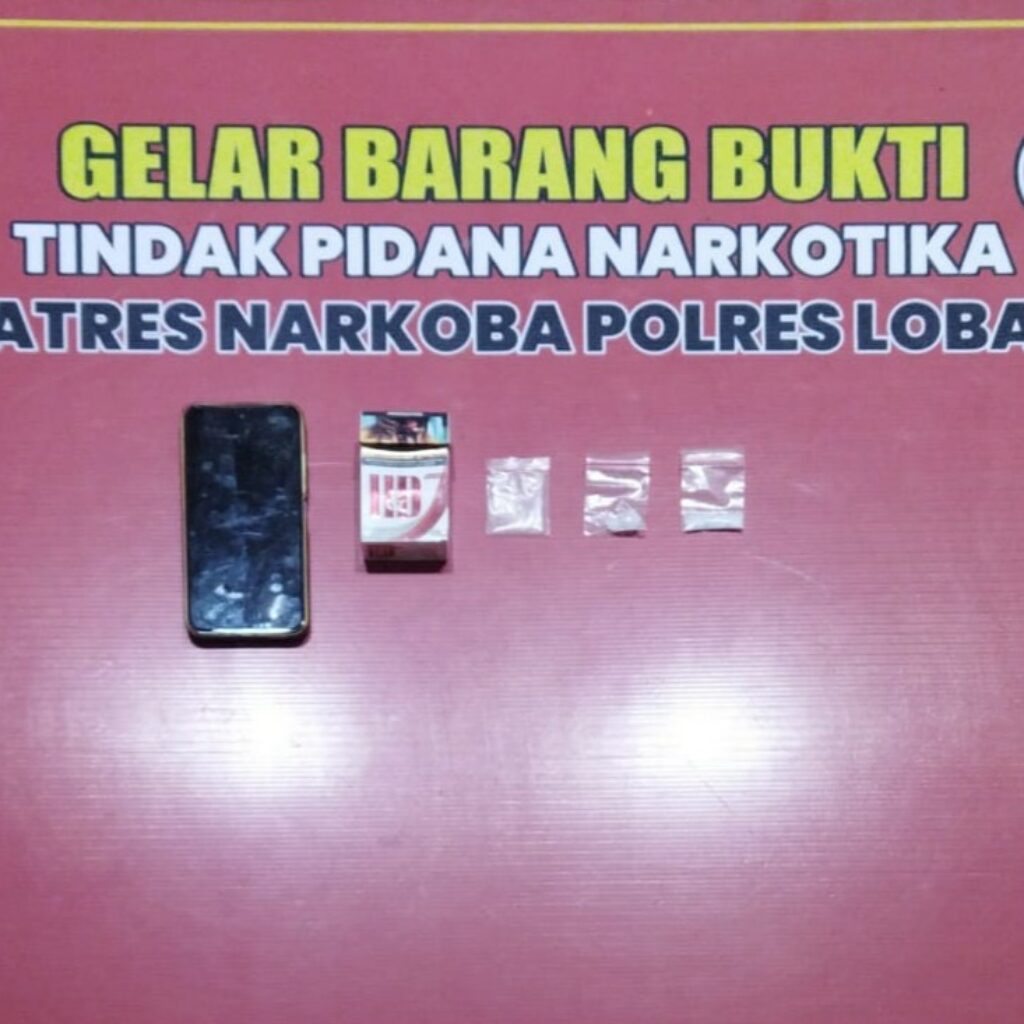 GELAR BARANG BUKTI
TINDAK PIDANA NARKOTIKA
ATRES NARKOBA POLRES LOBA